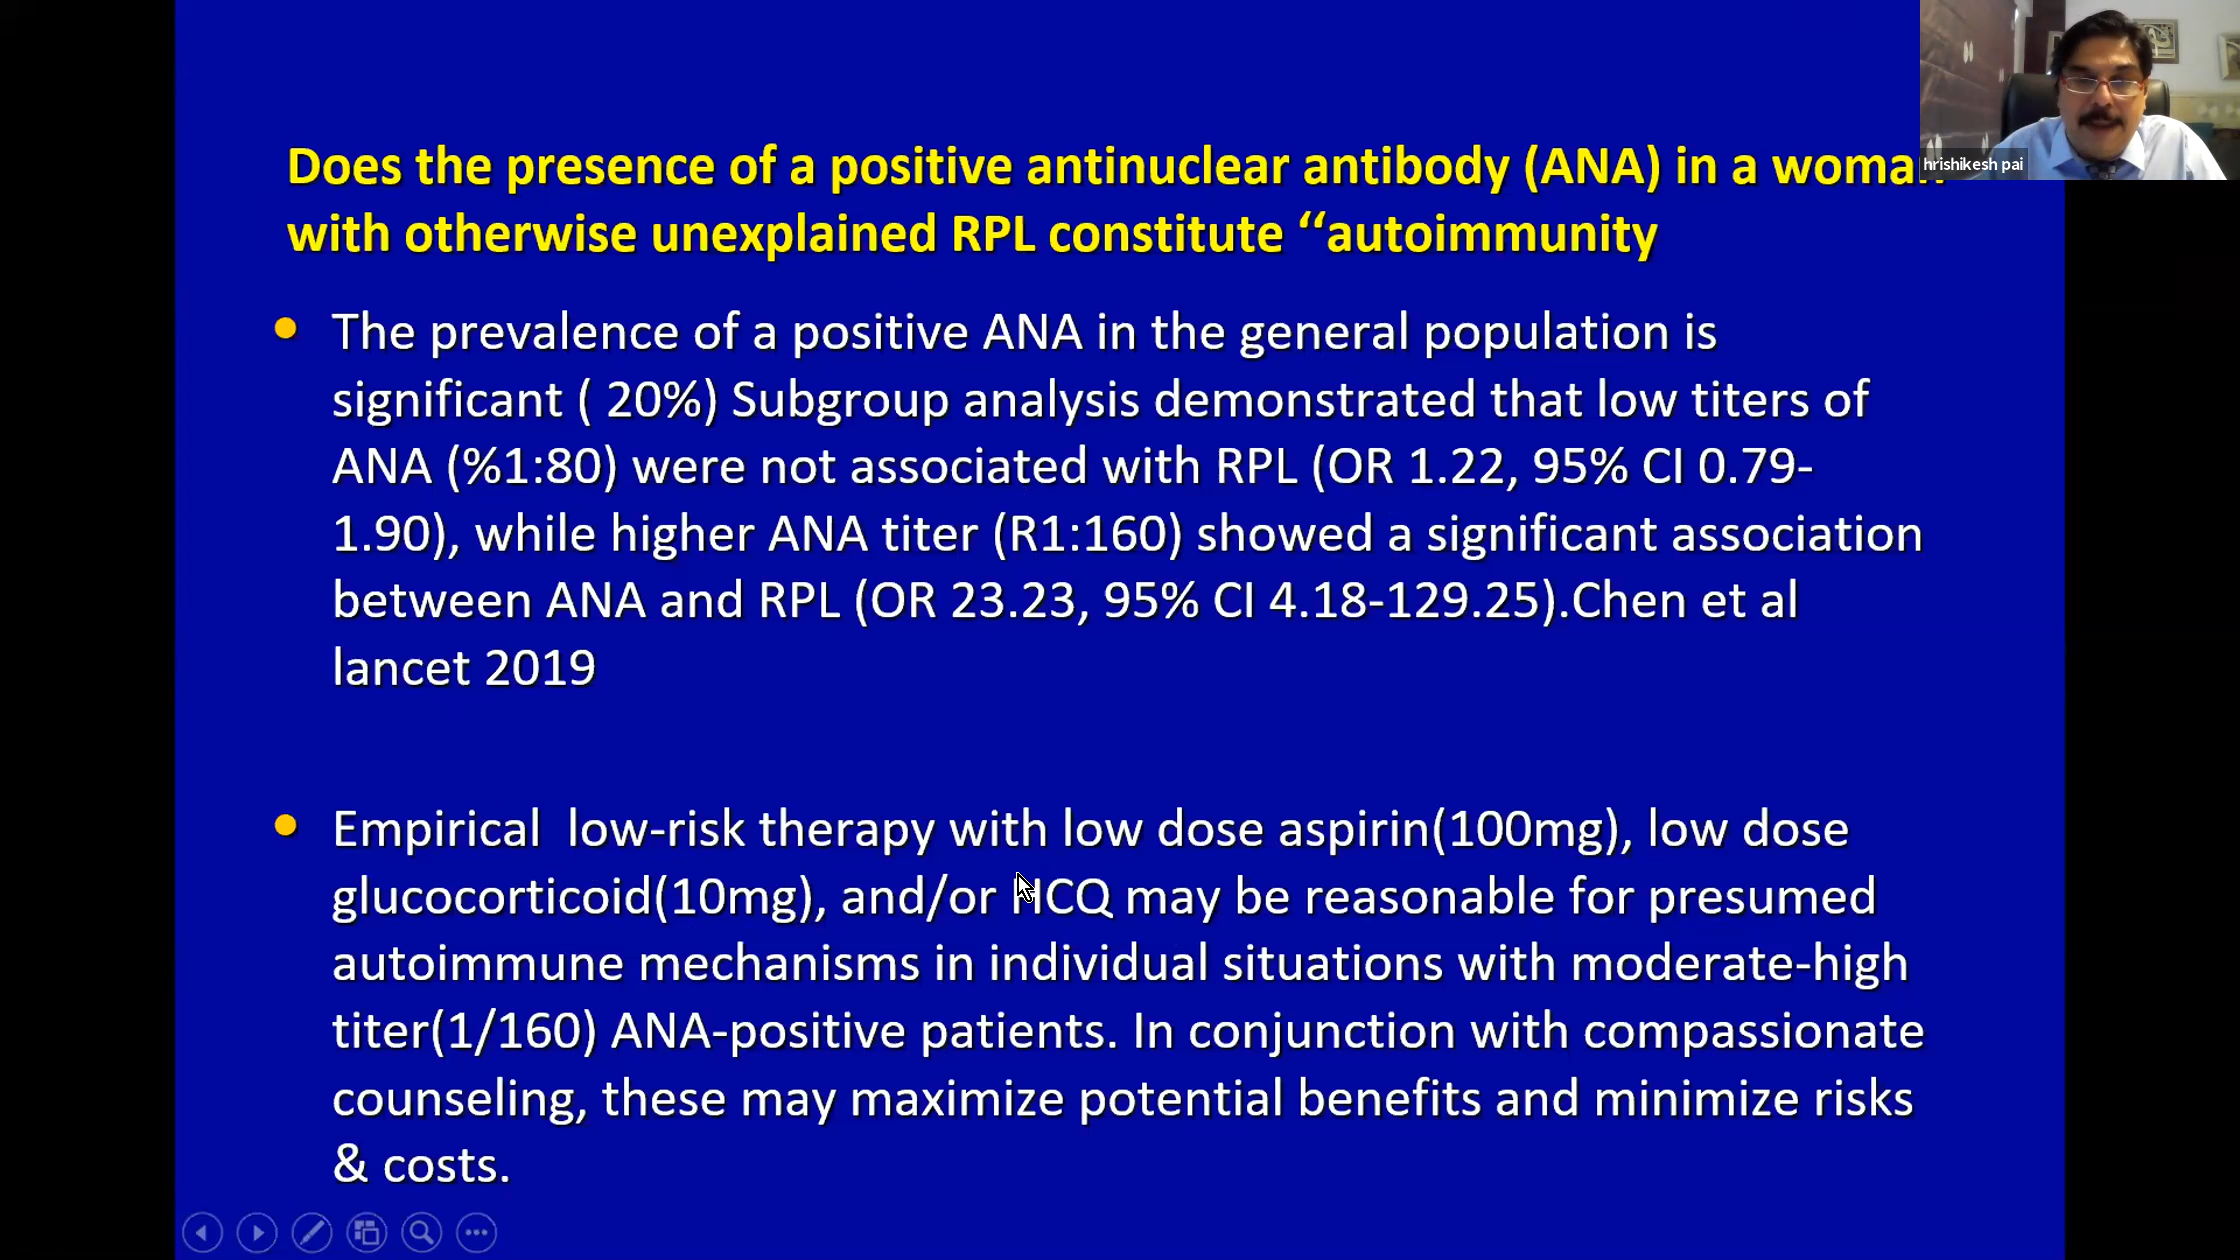 Does the presence of a positive antinuclear antibody (ANA) in a woman
with otherwise unexplained RPL constitute ‘‘autoimmunity
hrishikesh pai
The prevalence of a positive ANA in the general population is
significant ( 20%) Subgroup analysis demonstrated that low titers of
ANA (%1:80) were not associated with RPL (OR 1.22, 95% CI 0.79-
1.90), while higher ANA titer (R1:160) showed a significant association
between ANA and RPL (OR 23.23, 95% CI 4.18-129.25).Chen et al
lancet 2019
Empirical  low-risk therapy with low dose aspirin(100mg), low dose
glucocorticoid(10mg), and/or HCQ may be reasonable for presumed
autoimmune mechanisms in individual situations with moderate-high
titer(1/160) ANA-positive patients. In conjunction with compassionate
counseling, these may maximize potential benefits and minimize risks
& costs.